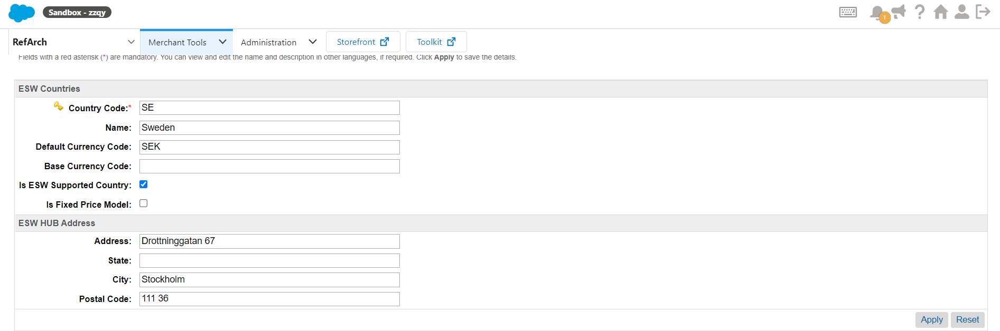 Sandbox - zzqy
1
RefArch
Merchant Tools
Administration
Storefront
Toolkit
Fields with a red asterisk (*) are mandatory. You can view and edit the name and description in other languages, if required. Click Apply to save the details.
ESW Countries
Country Code:* SE
Name: Sweden
Default Currency Code: SEK
Base Currency Code:
Is ESW Supported Country:
Is Fixed Price Model:
ESW HUB Address
Address: Drottninggatan 67
State:
City: Stockholm
Postal Code: 111 36
Apply Reset